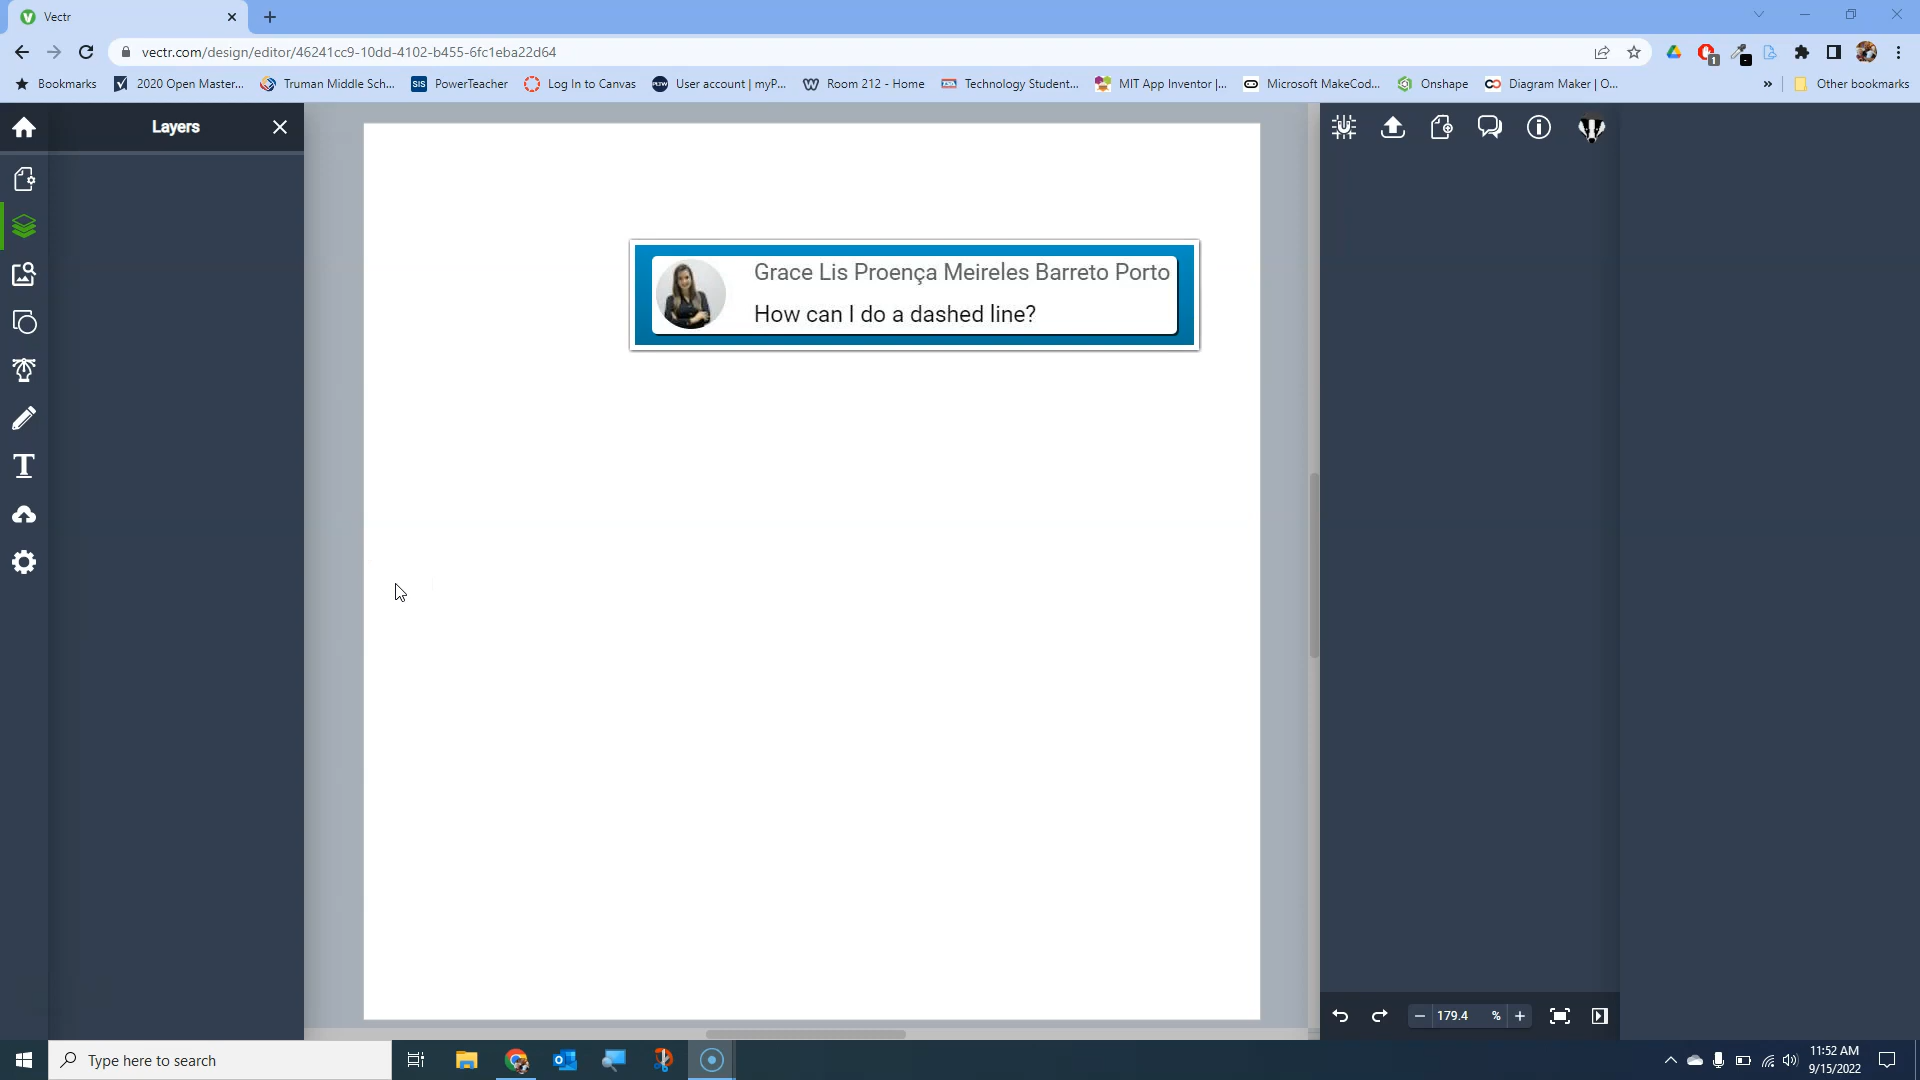 Vectr
vectr.com/design/editor/46241cc9-10dd-4102-b455-6fc1eba22d64
1
Bookmarks
2020 Open Master...
Truman Middle Sch...
SIS
PowerTeacher
Log In to Canvas
PLTW
User account | myP...
Room 212 - Home
Technology Student...
MIT App Inventor |...
Microsoft MakeCod...
Onshape
Diagram Maker | O...
»
Other bookmarks
Layers
Grace Lis Proença Meireles Barreto Porto
How can I do a dashed line?
T
179.4 %
Type here to search
11:52 AM
9/15/2022